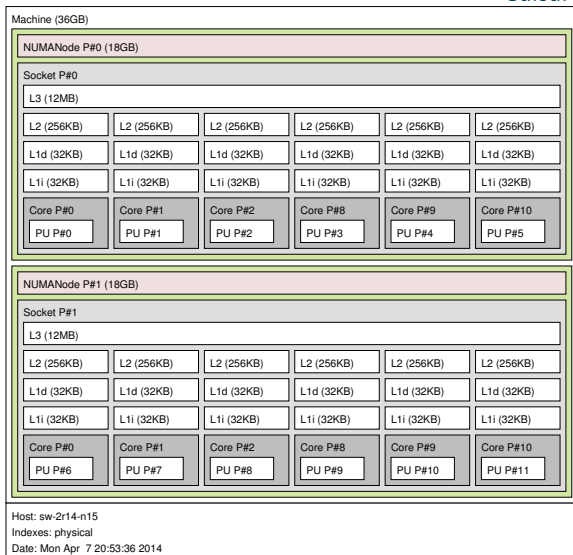 Machine (36GB)
NUMANode P#0 (18GB)
Socket P#0
L3 (12MB)
L2 (256KB) L2 (256KB) L2 (256KB) L2 (256KB) L2 (256KB) L2 (256KB)
L1d (32KB) L1d (32KB) L1d (32KB) L1d (32KB) L1d (32KB) L1d (32KB)
L1i (32KB) L1i (32KB) L1i (32KB) L1i (32KB) L1i (32KB) L1i (32KB)
Core P#0 Core P#1 Core P#2 Core P#8 Core P#9 Core P#10
PU P#0 PU P#1 PU P#2 PU P#3 PU P#4 PU P#5
NUMANode P#1 (18GB)
Socket P#1
L3 (12MB)
L2 (256KB) L2 (256KB) L2 (256KB) L2 (256KB) L2 (256KB) L2 (256KB)
L1d (32KB) L1d (32KB) L1d (32KB) L1d (32KB) L1d (32KB) L1d (32KB)
L1i (32KB) L1i (32KB) L1i (32KB) L1i (32KB) L1i (32KB) L1i (32KB)
Core P#0 Core P#1 Core P#2 Core P#8 Core P#9 Core P#10
PU P#6 PU P#7 PU P#8 PU P#9 PU P#10 PU P#11
Host: sw-2r14-n15
Indexes: physical
Date: Mon Apr 7 20:53:36 2014